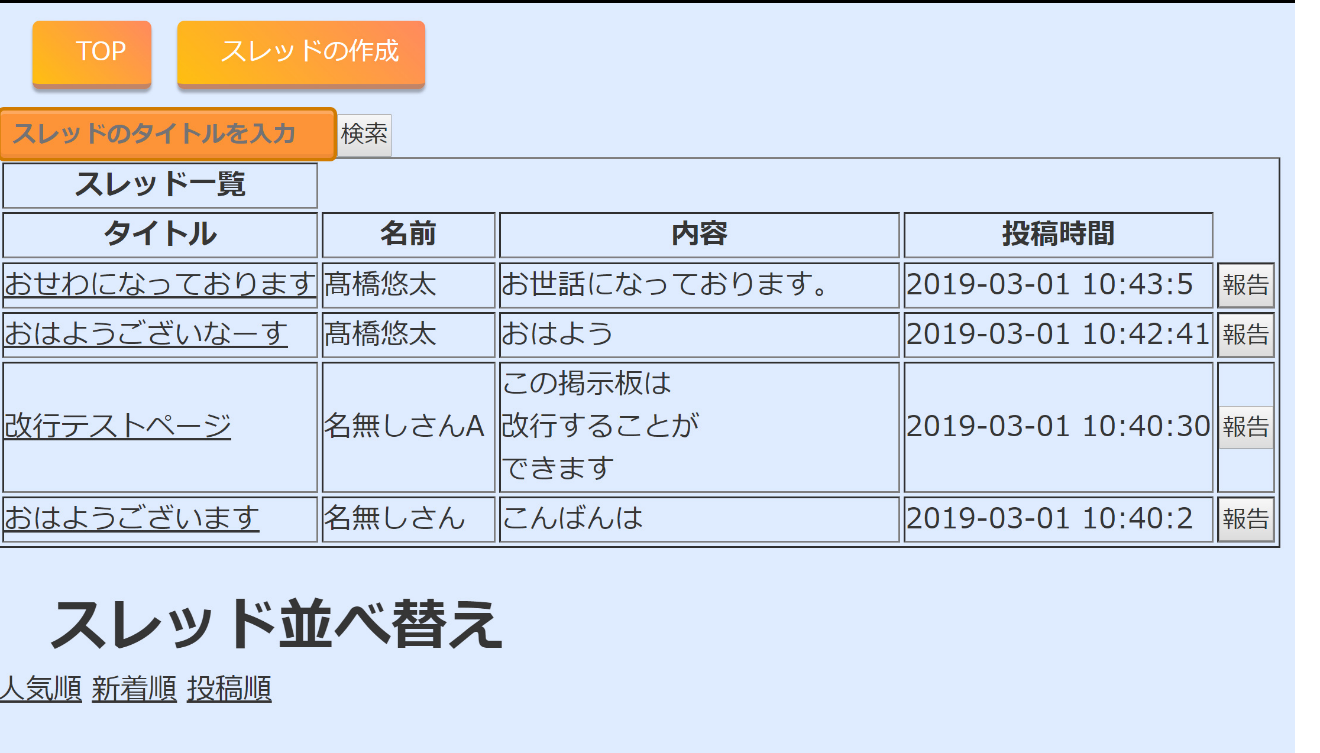 TOP スレッドの作成
スレッドのタイトルを入力 検索
スレッド一覧
タイトル 名前 内容 投稿時間
おせわになっております 髙橋悠太 お世話になっております。 2019-03-01 10:43:5 報告
おはようございなーす 髙橋悠太 おはよう 2019-03-01 10:42:41 報告
改行テストページ 名無しさんA この掲示板は
改行することが
できます 2019-03-01 10:40:30 報告
おはようございます 名無しさん こんばんは 2019-03-01 10:40:2 報告
スレッド並べ替え
人気順 新着順 投稿順